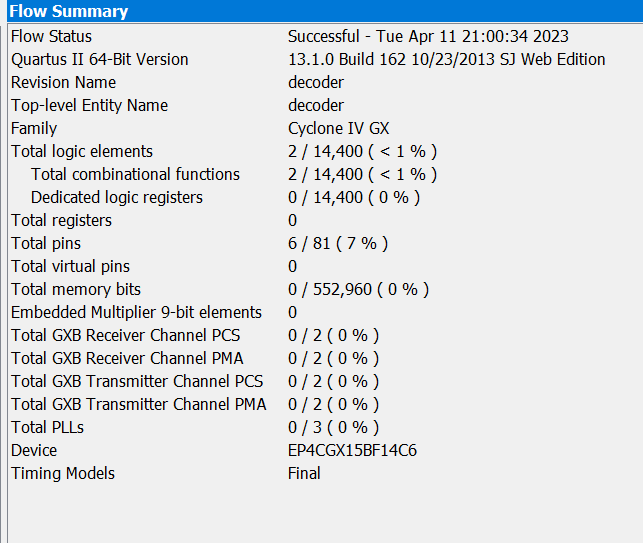 Flow Summary
Flow Status Successful - Tue Apr 11 21:00:34 2023
Quartus II 64-Bit Version 13.1.0 Build 162 10/23/2013 SJ Web Edition
Revision Name decoder
Top-level Entity Name decoder
Family Cyclone IV GX
Total logic elements 2 / 14,400 ( < 1 % )
Total combinational functions 2 / 14,400 ( < 1 % )
Dedicated logic registers 0 / 14,400 ( 0 % )
Total registers 0
Total pins 6 / 81 ( 7 % )
Total virtual pins 0
Total memory bits 0 / 552,960 ( 0 % )
Embedded Multiplier 9-bit elements 0
Total GXB Receiver Channel PCS 0 / 2 ( 0 % )
Total GXB Receiver Channel PMA 0 / 2 ( 0 % )
Total GXB Transmitter Channel PCS 0 / 2 ( 0 % )
Total GXB Transmitter Channel PMA 0 / 2 ( 0 % )
Total PLLs 0 / 3 ( 0 % )
Device EP4CGX15BF14C6
Timing Models Final